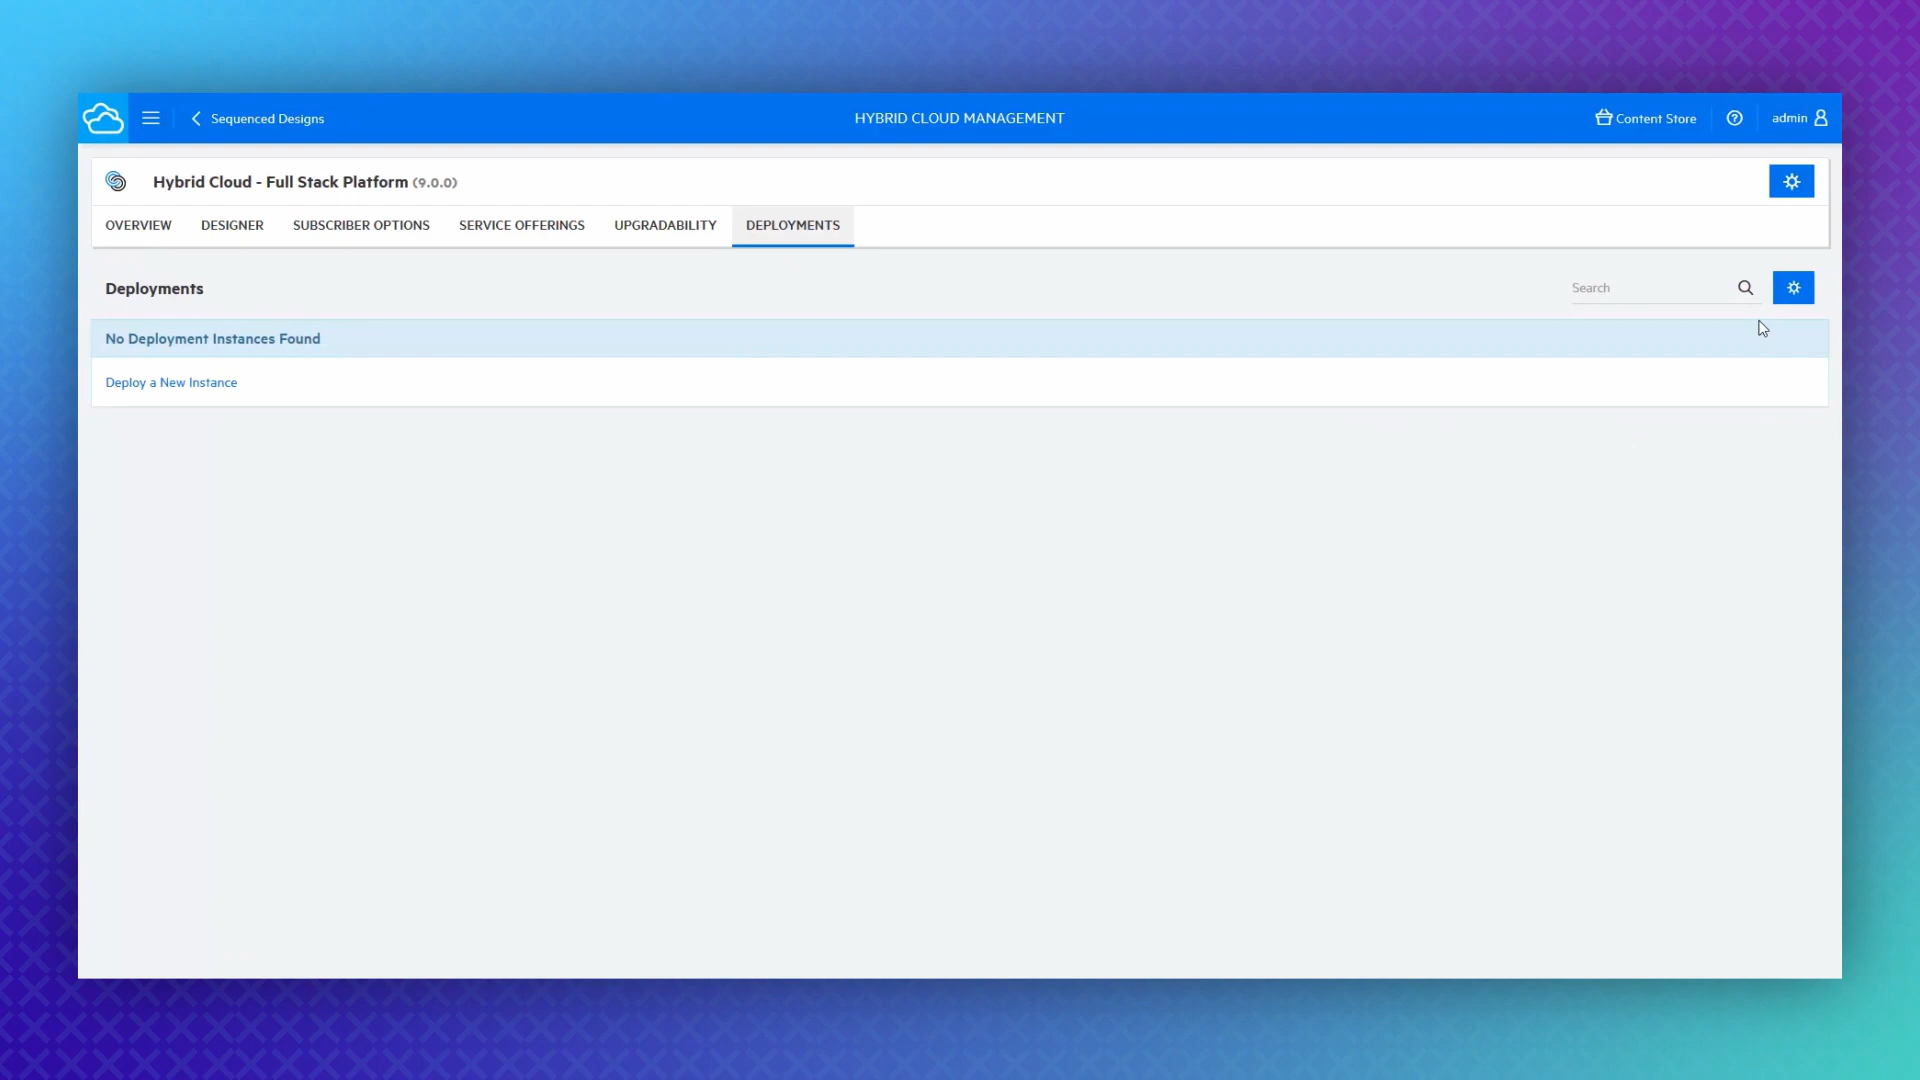 Sequenced Designs
HYBRID CLOUD MANAGEMENT
Content Store
admin
Hybrid Cloud - Full Stack Platform (9.0.0)
OVERVIEW DESIGNER SUBSCRIBER OPTIONS SERVICE OFFERINGS UPGRADABILITY DEPLOYMENTS
Deployments
Search
No Deployment Instances Found
Deploy a New Instance